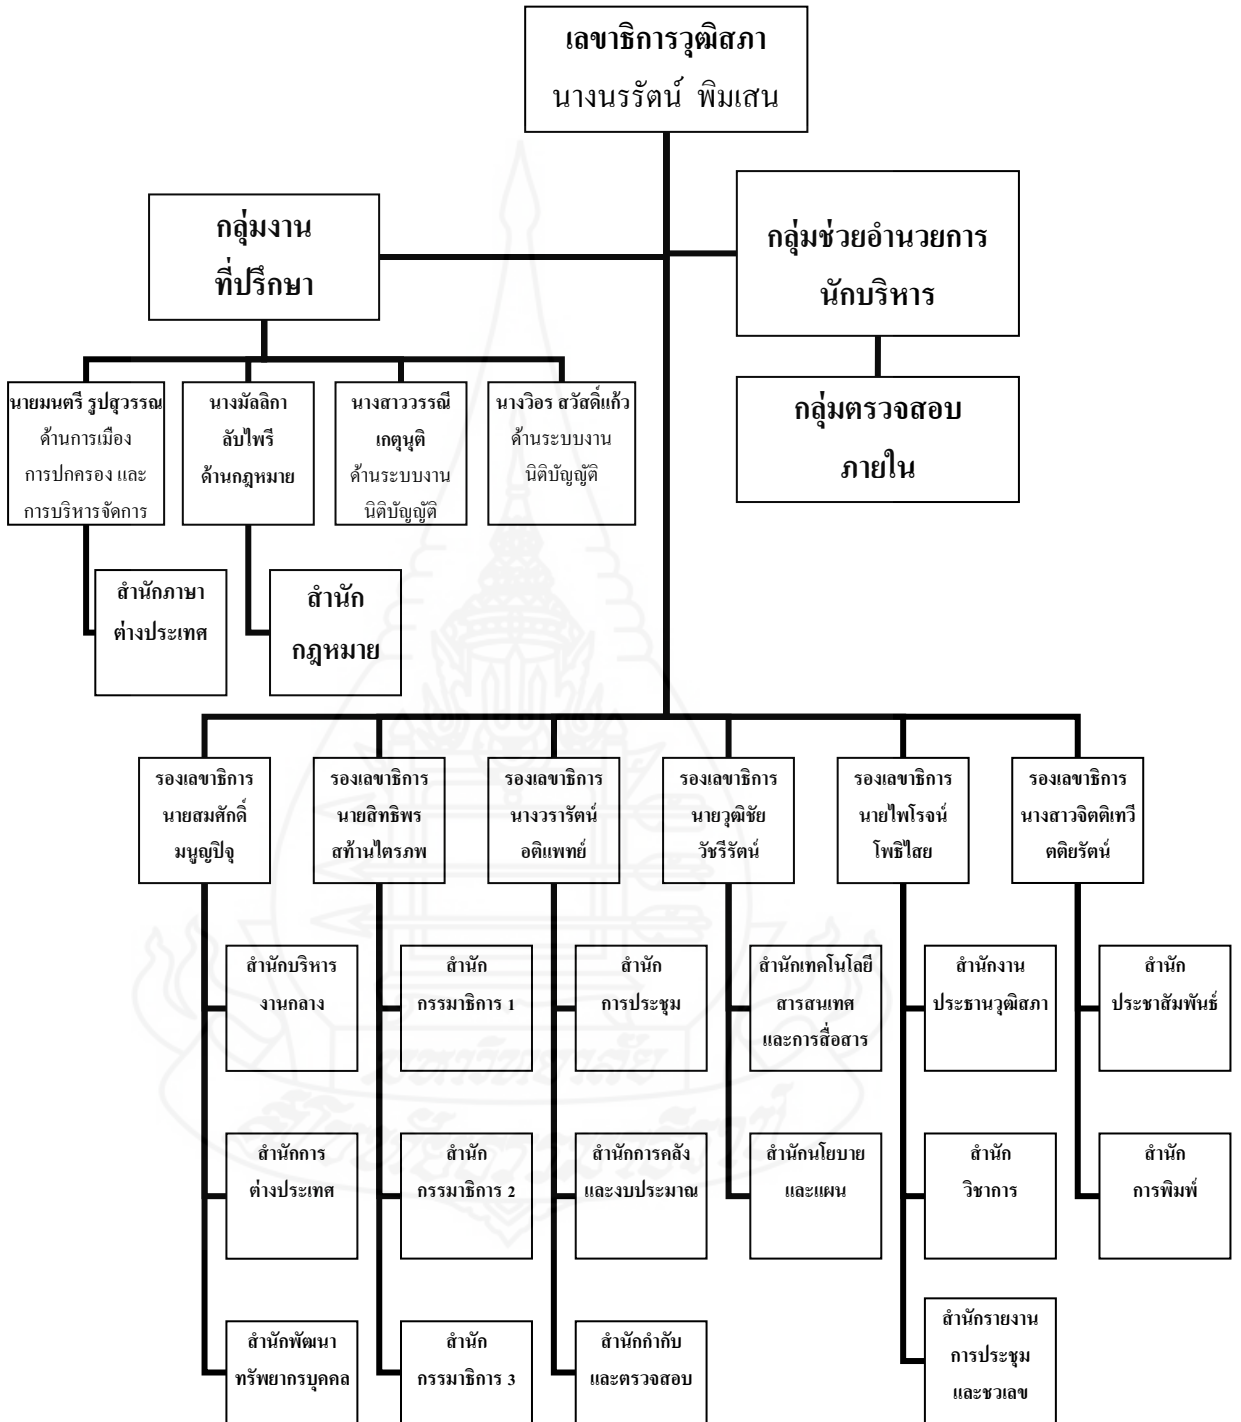 เลขาธิการวุฒิสภา
นางนรรัตน์ พิมเสน
กลุ่มงาน
ที่ปรึกษา
กลุ่มช่วยอำนวยการ
นักบริหาร
กลุ่มตรวจสอบ
ภายใน
นายมนตรี รูปสุวรรณ
ด้านการเมือง
การปกครอง และ
การบริหารจัดการ
นางมัลลิกา
ลับไพรี
ด้านกฎหมาย
นางสาววรรณี
เกตุนุติ
ด้านระบบงาน
นิติบัญญัติ
นางวิอร สวัสดิ์แก้ว
ด้านระบบงาน
นิติบัญญัติ
สำนักภาษา
ต่างประเทศ
สำนัก
กฎหมาย
รองเลขาธิการ
นายสมศักดิ์
มนูญปิจุ
รองเลขาธิการ
นายสิทธิพร
สท้านไตรภพ
รองเลขาธิการ
นางวรารัตน์
อติแพทย์
รองเลขาธิการ
นายวุฒิชัย
วัชรีรัตน์
รองเลขาธิการ
นายไพโรจน์
โพธิไสย
รองเลขาธิการ
นางสาวจิตติเทวี
ตติยรัตน์
สำนักบริหาร
งานกลาง
สำนัก
กรรมาธิการ 1
สำนัก
การประชุม
สำนักเทคโนโลยี
สารสนเทศ
และการสื่อสาร
สำนักงาน
ประธานวุฒิสภา
สำนัก
ประชาสัมพันธ์
สำนักการ
ต่างประเทศ
สำนัก
กรรมาธิการ 2
สำนักการคลัง
และงบประมาณ
สำนักนโยบาย
และแผน
สำนัก
วิชาการ
สำนัก
การพิมพ์
สำนักพัฒนา
ทรัพยากรบุคคล
สำนัก
กรรมาธิการ 3
สำนักกำกับ
และตรวจสอบ
สำนักรายงาน
การประชุม
และชวเลข
มหาวิทยาลัย
สุโขทัยธรรมาธิราช